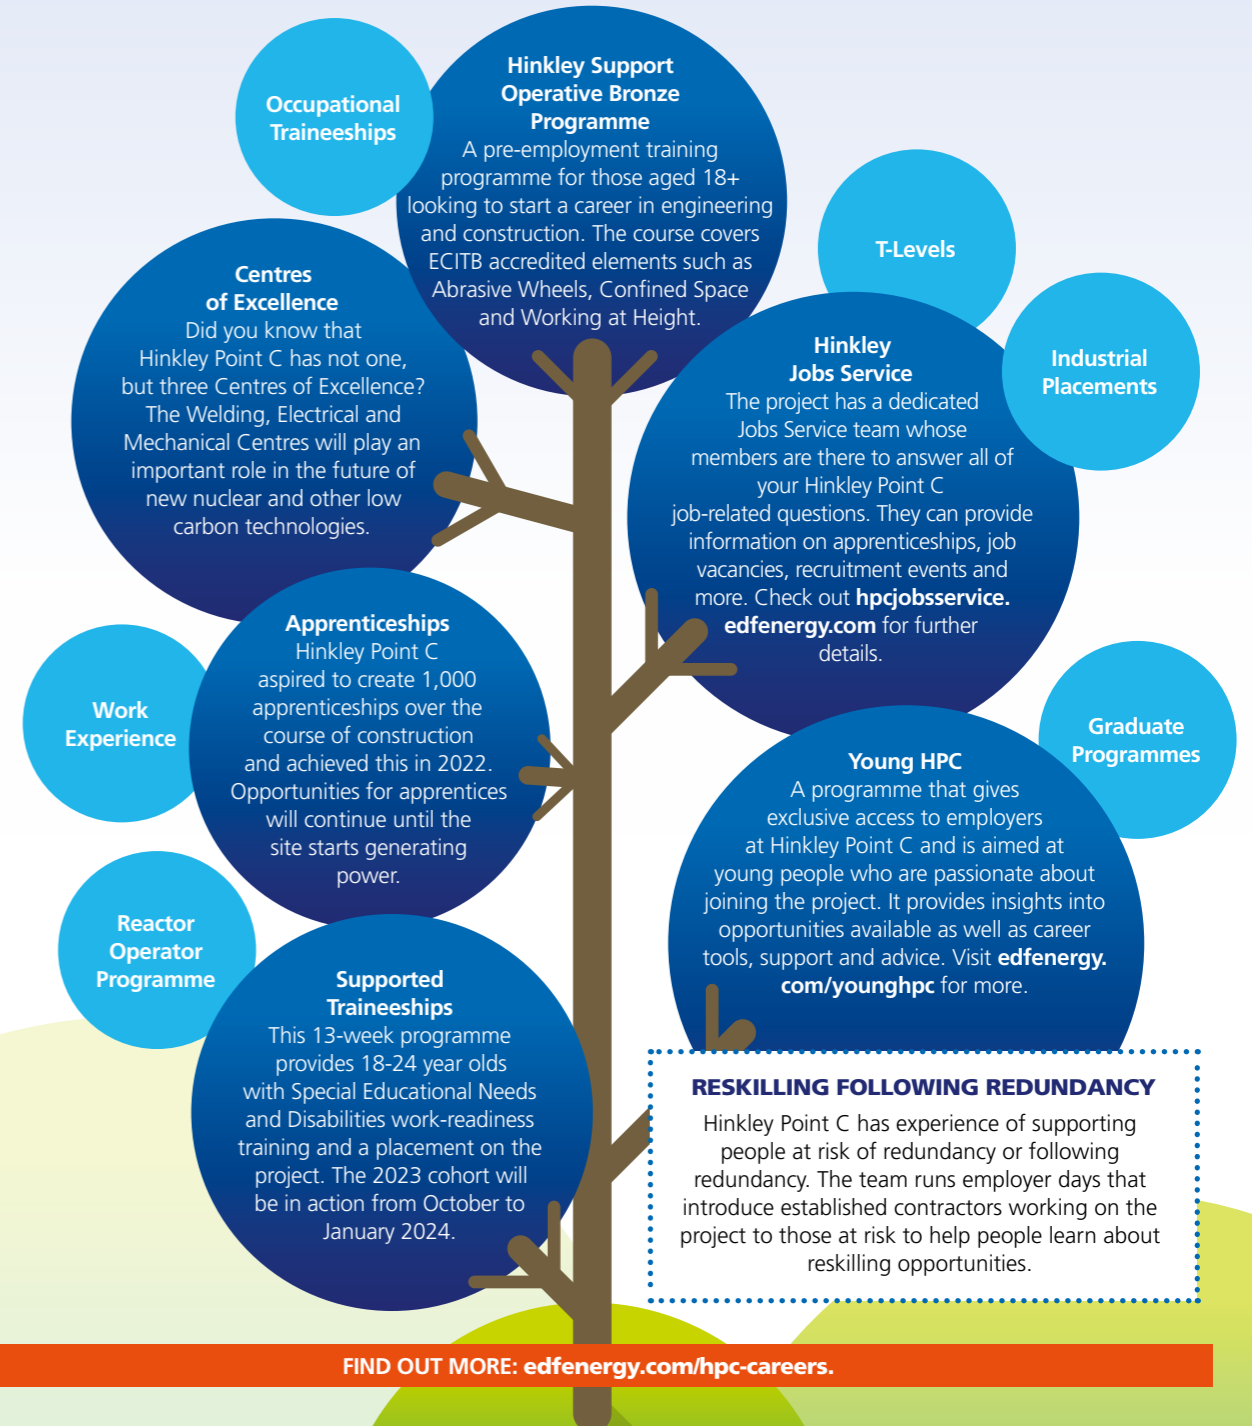 Occupational
Traineeships
Hinkley Support
Operative Bronze
Programme
A pre-employment training
programme for those aged 18+
looking to start a career in engineering
and construction. The course covers
ECITB accredited elements such as
Abrasive Wheels, Confined Space
and Working at Height.
T-Levels
Centres
of Excellence
Did you know that
Hinkley Point C has not one,
but three Centres of Excellence?
The Welding, Electrical and
Mechanical Centres will play an
important role in the future of
new nuclear and other low
carbon technologies.
Hinkley
Jobs Service
The project has a dedicated
Jobs Service team whose
members are there to answer all of
your Hinkley Point C
job-related questions. They can provide
information on apprenticeships, job
vacancies, recruitment events and
more. Check out hpcjobsservice.
edfenergy.com for further
details.
Industrial
Placements
Apprenticeships
Hinkley Point C
aspired to create 1,000
apprenticeships over the
course of construction
and achieved this in 2022.
Opportunities for apprentices
will continue until the
site starts generating
power.
Work
Experience
Graduate
Programmes
Young HPC
A programme that gives
exclusive access to employers
at Hinkley Point C and is aimed at
young people who are passionate about
joining the project. It provides insights into
opportunities available as well as career
tools, support and advice. Visit edfenergy.
com/younghpc for more.
Reactor
Operator
Programme
Supported
Traineeships
This 13-week programme
provides 18-24 year olds
with Special Educational Needs
and Disabilities work-readiness
training and a placement on the
project. The 2023 cohort will
be in action from October to
January 2024.
RESKILLING FOLLOWING REDUNDANCY
Hinkley Point C has experience of supporting
people at risk of redundancy or following
redundancy. The team runs employer days that
introduce established contractors working on the
project to those at risk to help people learn about
reskilling opportunities.
FIND OUT MORE: edfenergy.com/hpc-careers.